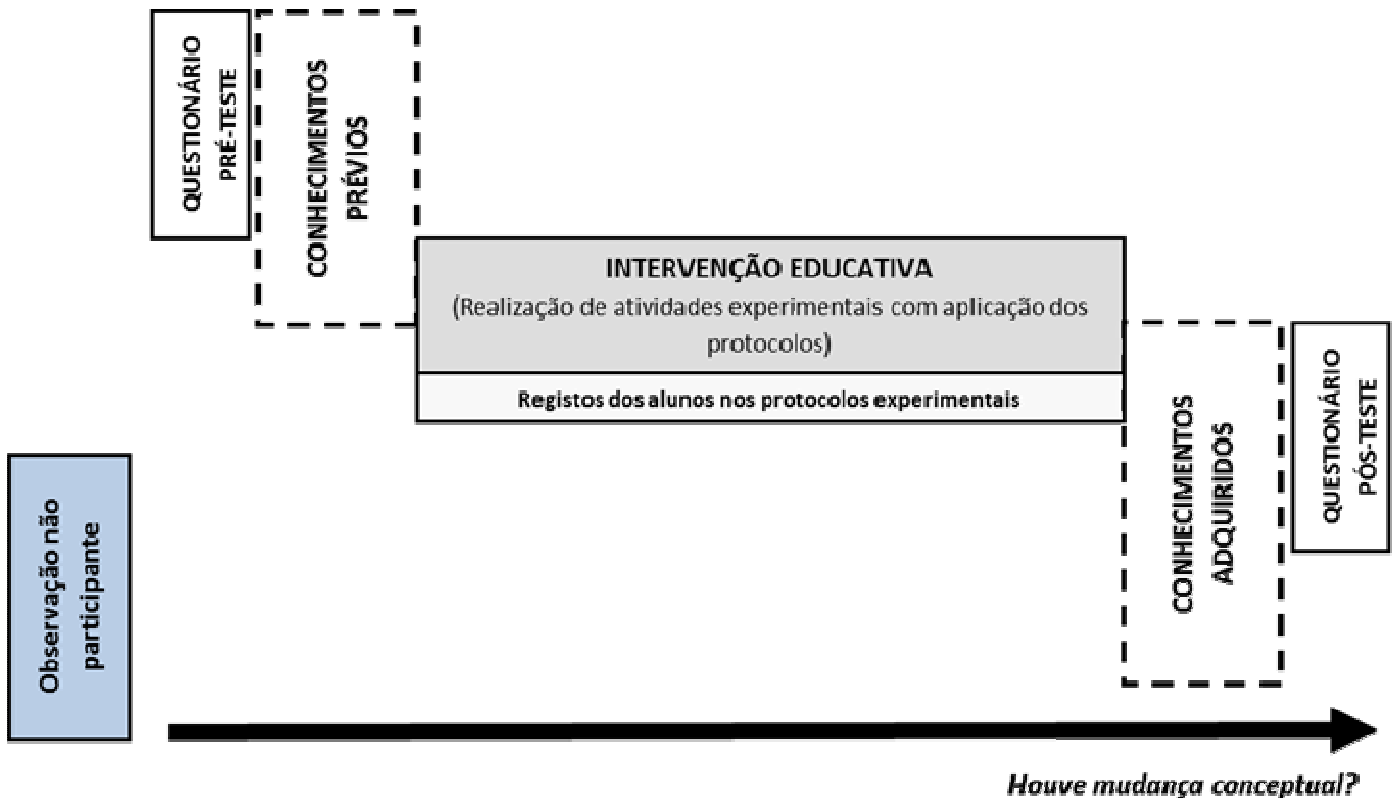 QUESTIONÁRIO
PRÉ-TESTE
CONHECIMENTOS
PRÉVIOS
INTERVENÇÃO EDUCATIVA
(Realização de atividades experimentais com aplicação dos
protocolos)
Registos dos alunos nos protocolos experimentais
CONHECIMENTOS
ADQUIRIDOS
QUESTIONÁRIO
PÓS-TESTE
Observação não
participante
Houve mudança conceptual?